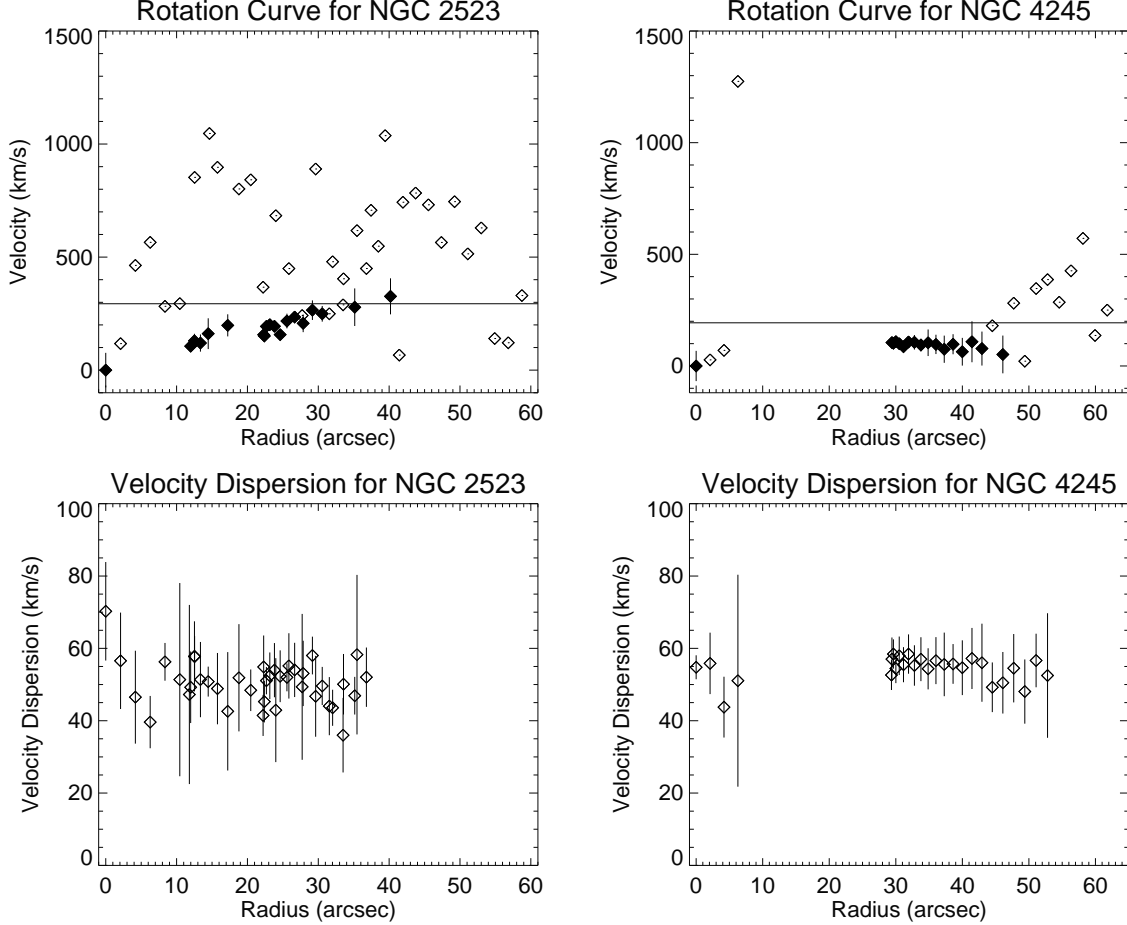 Rotation Curve for NGC 2523
1500
1000
500
0
Velocity (km/s)
0 10 20 30 40 50 60
Radius (arcsec)
Rotation Curve for NGC 4245
1500
1000
500
0
Velocity (km/s)
0 10 20 30 40 50 60
Radius (arcsec)
Velocity Dispersion for NGC 2523
100
80
60
40
20
0
Velocity Dispersion (km/s)
0 10 20 30 40 50 60
Radius (arcsec)
Velocity Dispersion for NGC 4245
100
80
60
40
20
0
Velocity Dispersion (km/s)
0 10 20 30 40 50 60
Radius (arcsec)